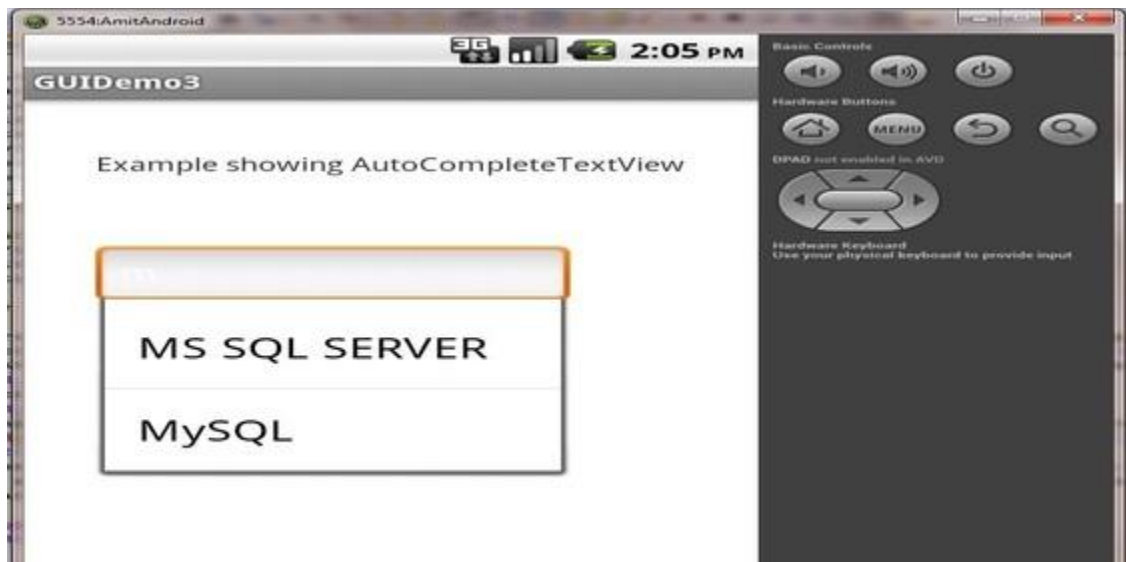 5554:AmitAndroid
3G 2:05 PM
GUIDemo3
Example showing AutoCompleteTextView
m
MS SQL SERVER
MySQL
Basic Controls
Hardware Buttons
MENU
DPAD not enabled in AVD
Hardware Keyboard
Use your physical keyboard to provide input